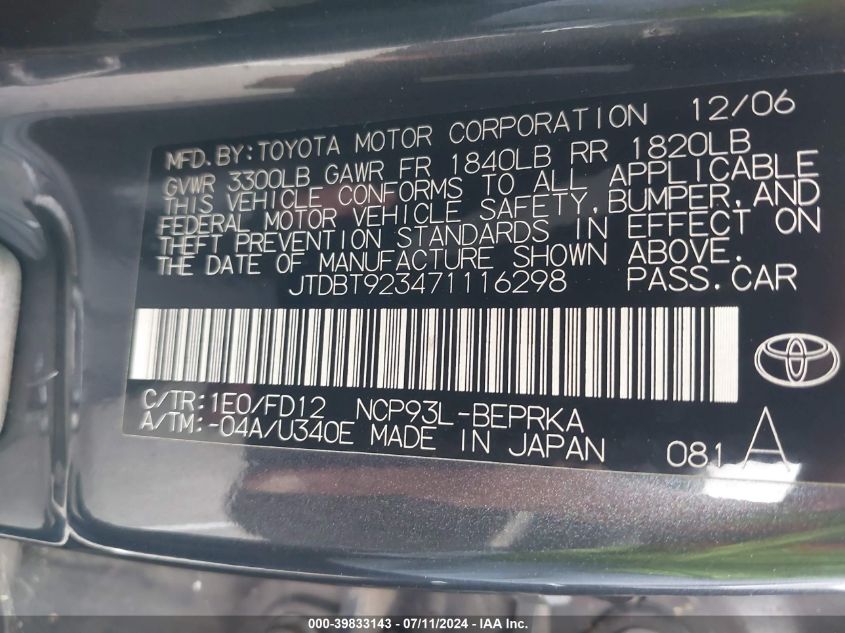 MFD. BY: TOYOTA MOTOR CORPORATION 12/06
GVWR 3300LB GAWR FR 1840LB RR 1820LB
THIS VEHICLE CONFORMS TO ALL APPLICABLE
FEDERAL MOTOR VEHICLE SAFETY, BUMPER, AND
THEFT PREVENTION STANDARDS IN EFFECT ON
THE DATE OF MANUFACTURE SHOWN ABOVE.
JTDBT923471116298 PASS. CAR
C/TR: 1E0/FD12 NCP93L-BEPRKA
A/TM: -04A/U340E MADE IN JAPAN 081 A
000-39833143 - 07/11/2024 - IAA Inc.